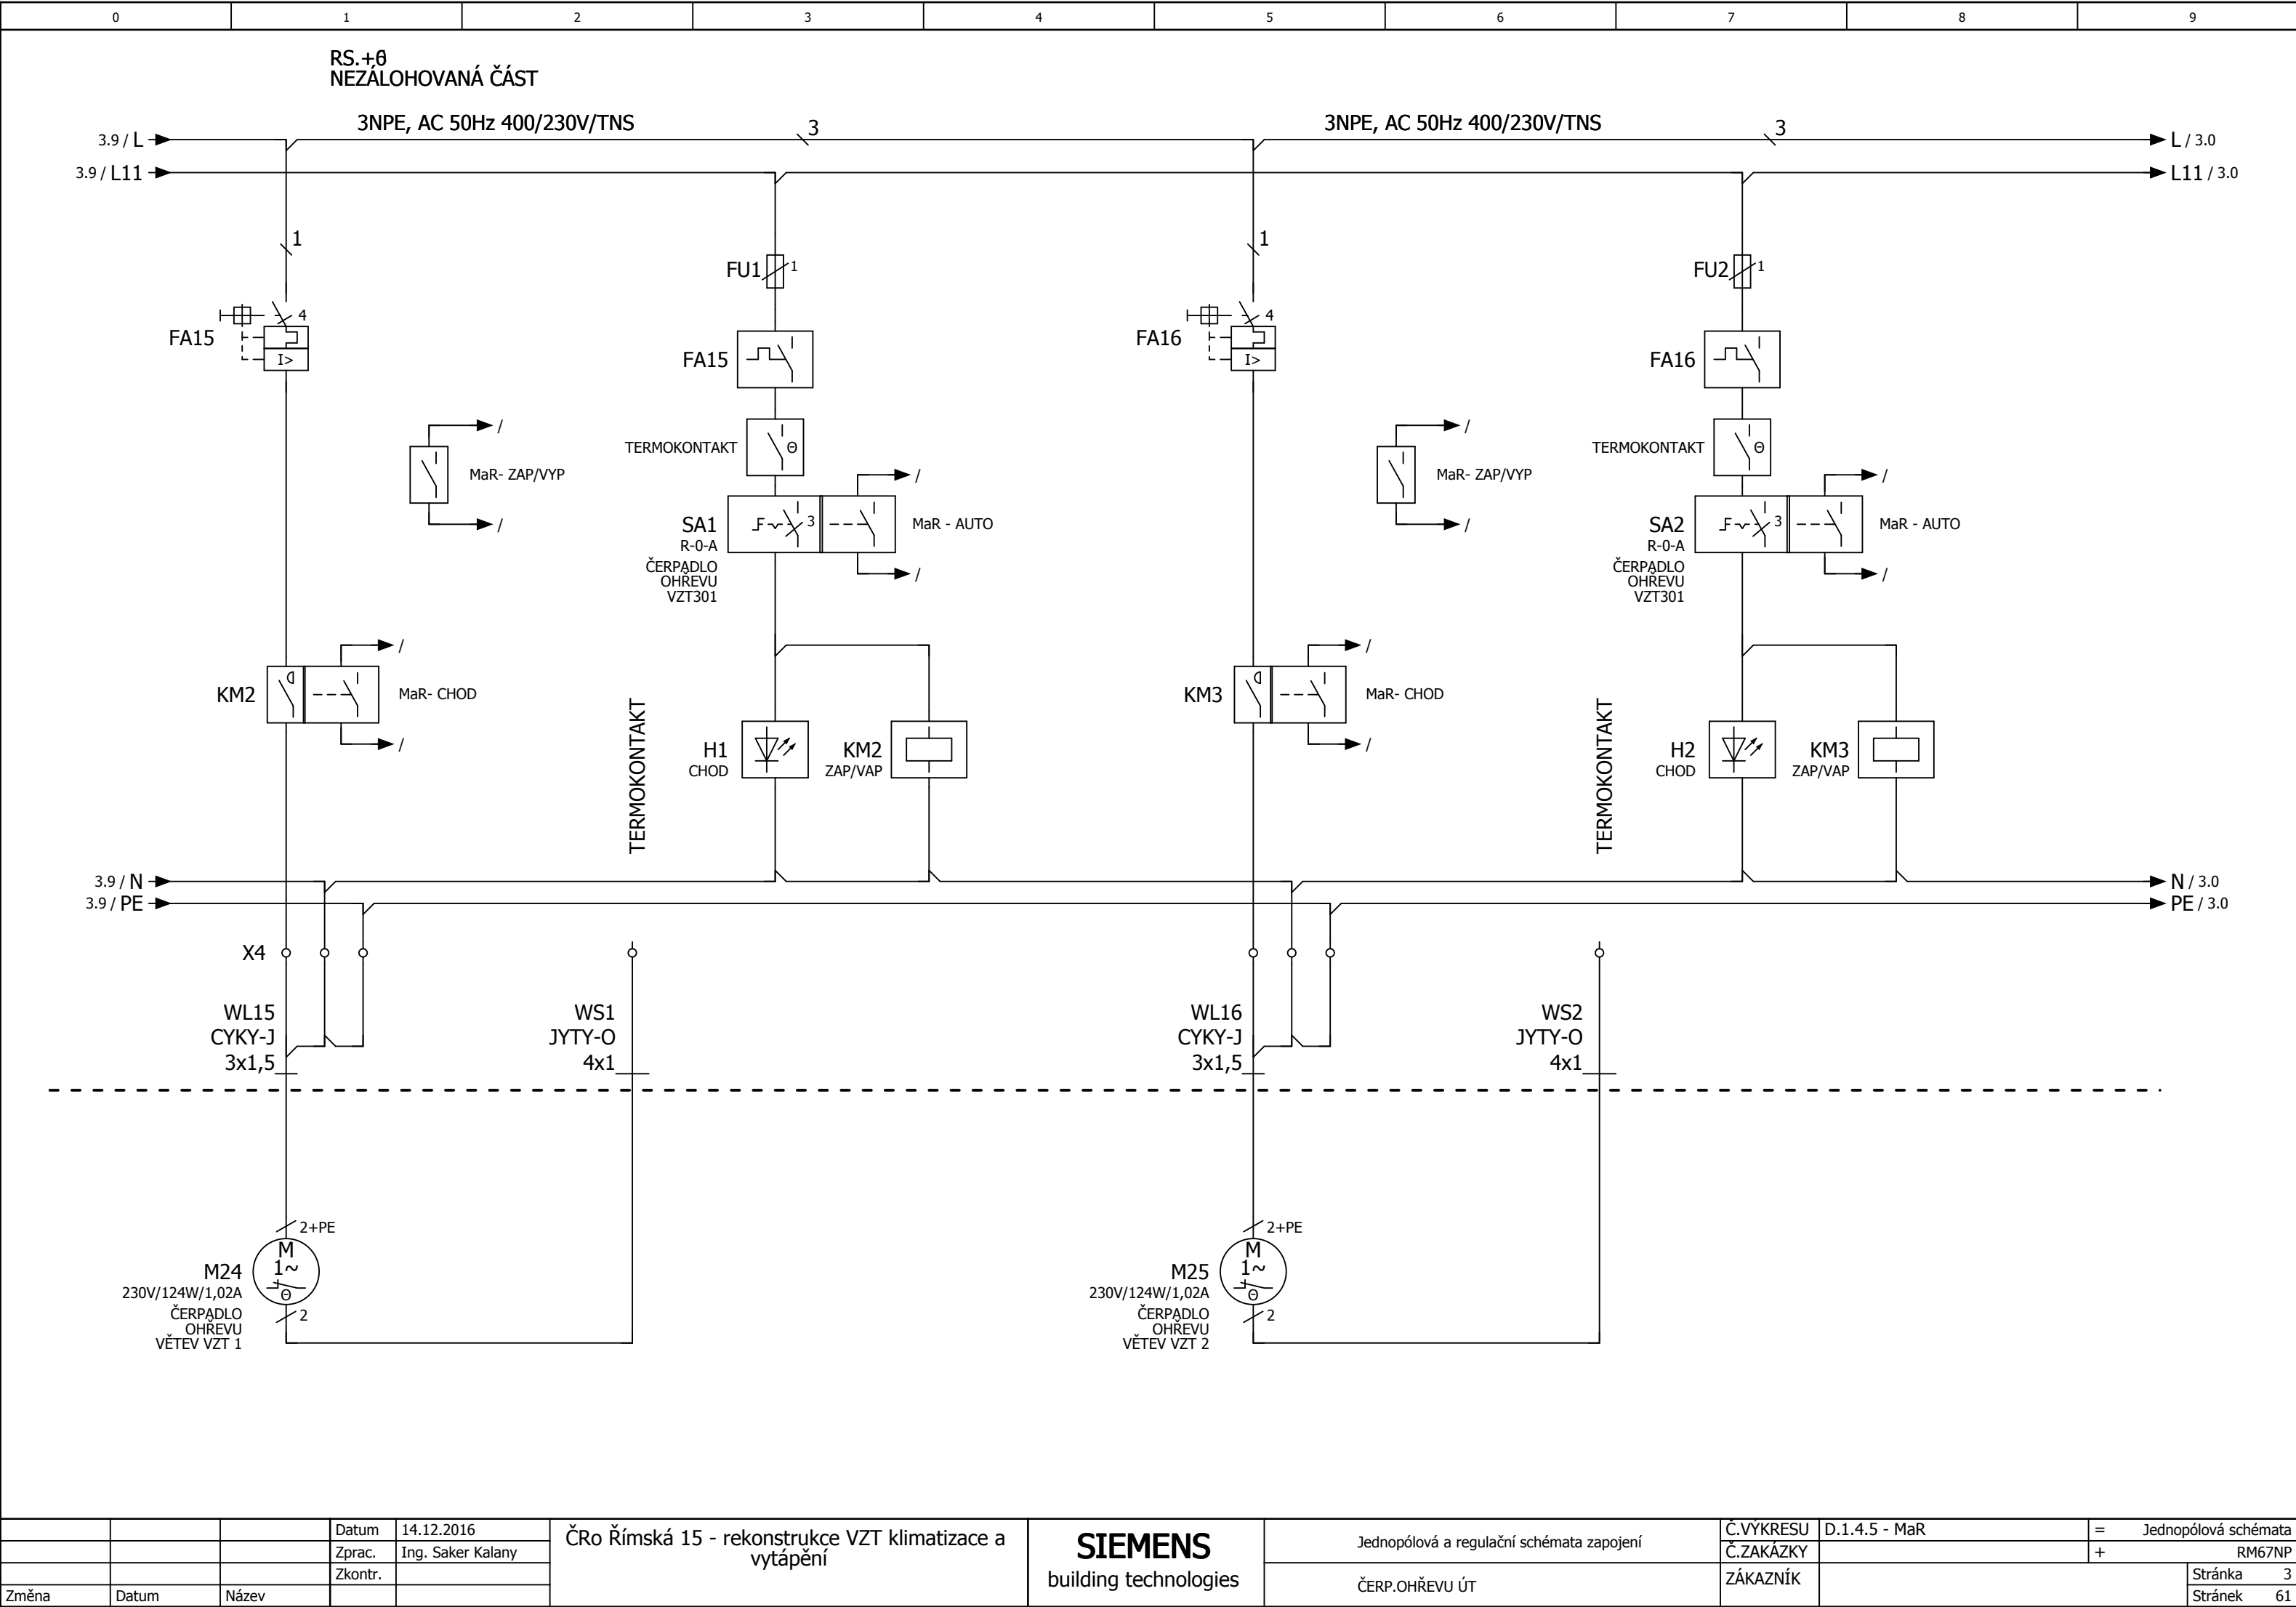 0 1 2 3 4 5 6 7 8 9
NEZÁLOHOVANÁ ČÁST
3NPE, AC 50Hz 400/230V/TNS
3
3NPE, AC 50Hz 400/230V/TNS
3
3.9 / L
L / 3.0
3.9 / L11
L11 / 3.0
1
1
FU1 1
FU2 1
FA15
4
I>
FA15
FA16
4
I>
FA16
TERMOKONTAKT
Θ
TERMOKONTAKT
Θ
/
MaR- ZAP/VYP
/
/
MaR- ZAP/VYP
/
SA1
R-0-A
ČERPADLO
OHŘEVU
VZT301
3
/
MaR - AUTO
/
SA2
R-0-A
ČERPADLO
OHŘEVU
VZT301
3
/
MaR - AUTO
/
KM2
/
MaR- CHOD
/
KM3
/
MaR- CHOD
/
TERMOKONTAKT
H1
CHOD
KM2
ZAP/VAP
TERMOKONTAKT
H2
CHOD
KM3
ZAP/VAP
3.9 / N
N / 3.0
3.9 / PE
PE / 3.0
X4
WL15
CYKY-J
3x1,5
WS1
JYTY-O
4x1
WL16
CYKY-J
3x1,5
WS2
JYTY-O
4x1
2+PE
M
1~
Θ
2
M24
230V/124W/1,02A
ČERPADLO
OHŘEVU
VĚTEV VZT 1
2+PE
M
1~
Θ
2
M25
230V/124W/1,02A
ČERPADLO
OHŘEVU
VĚTEV VZT 2
Datum 14.12.2016
Zprac. Ing. Saker Kalany
Zkontr.
Změna Datum Název
ČRo Římská 15 - rekonstrukce VZT klimatizace a
vytápění
SIEMENS
building technologies
Jednopólová a regulační schémata zapojení
ČERP.OHŘEVU ÚT
Č.VÝKRESU D.1.4.5 - MaR
Č.ZAKÁZKY
ZÁKAZNÍK
= Jednopólová schémata
+ RM67NP
Stránka 3
Stránek 61